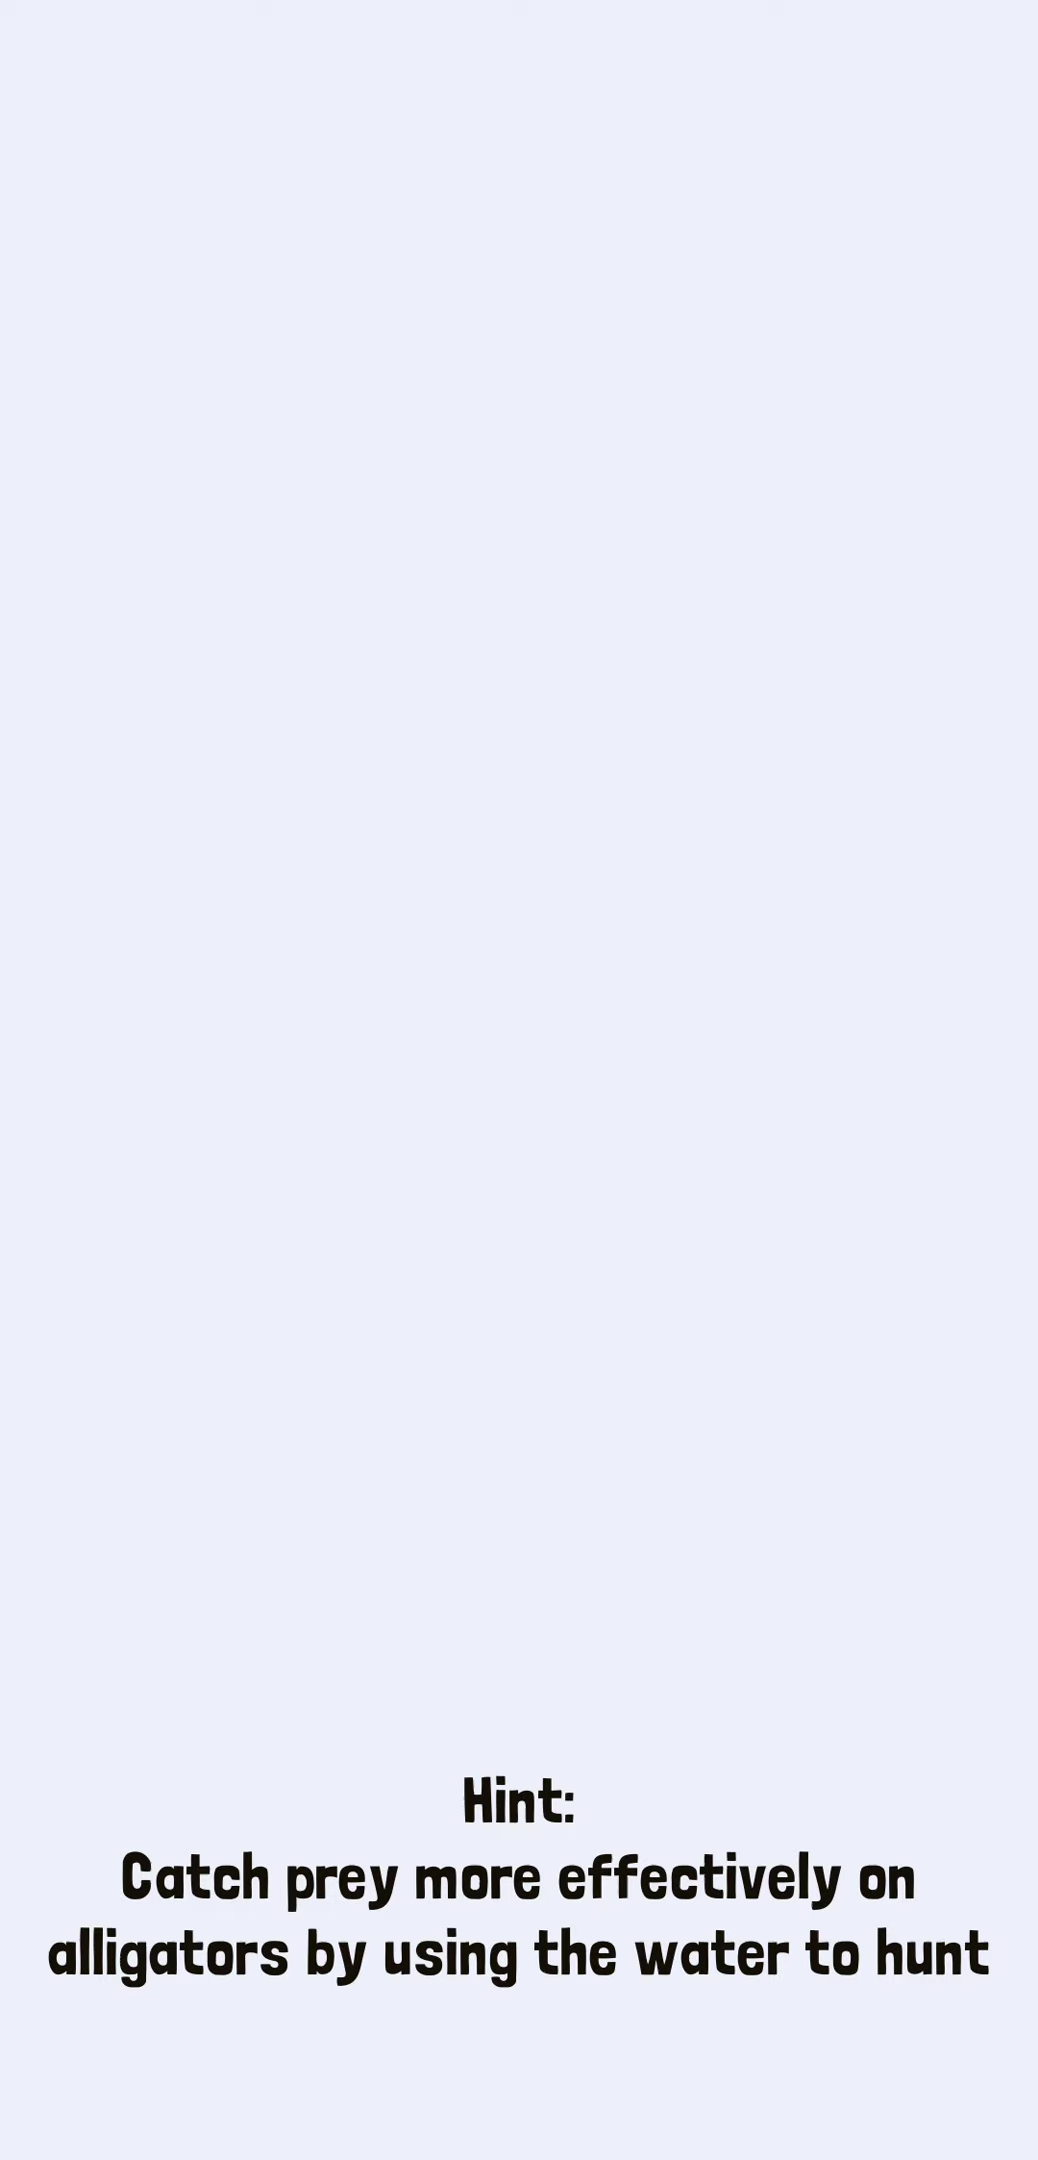 Hint:
Catch prey more effectively on
alligators by using the water to hunt